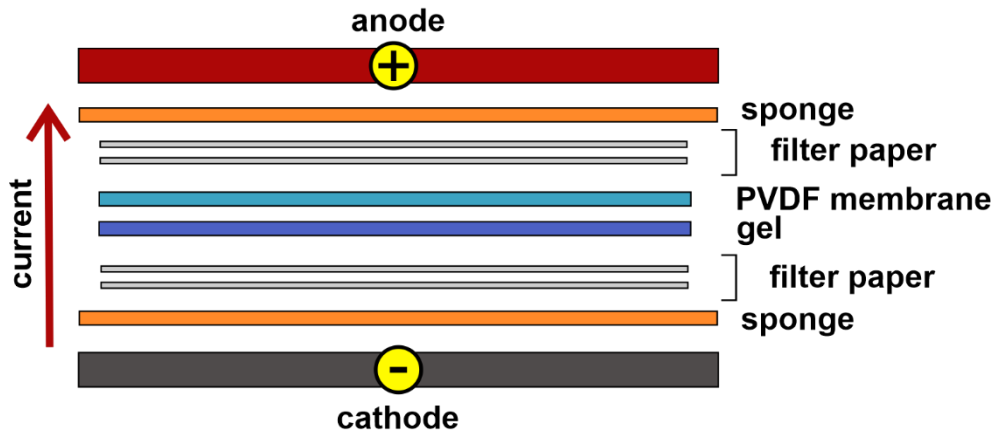 anode
+
sponge
filter paper
current
PVDF membrane
gel
filter paper
sponge
-
cathode